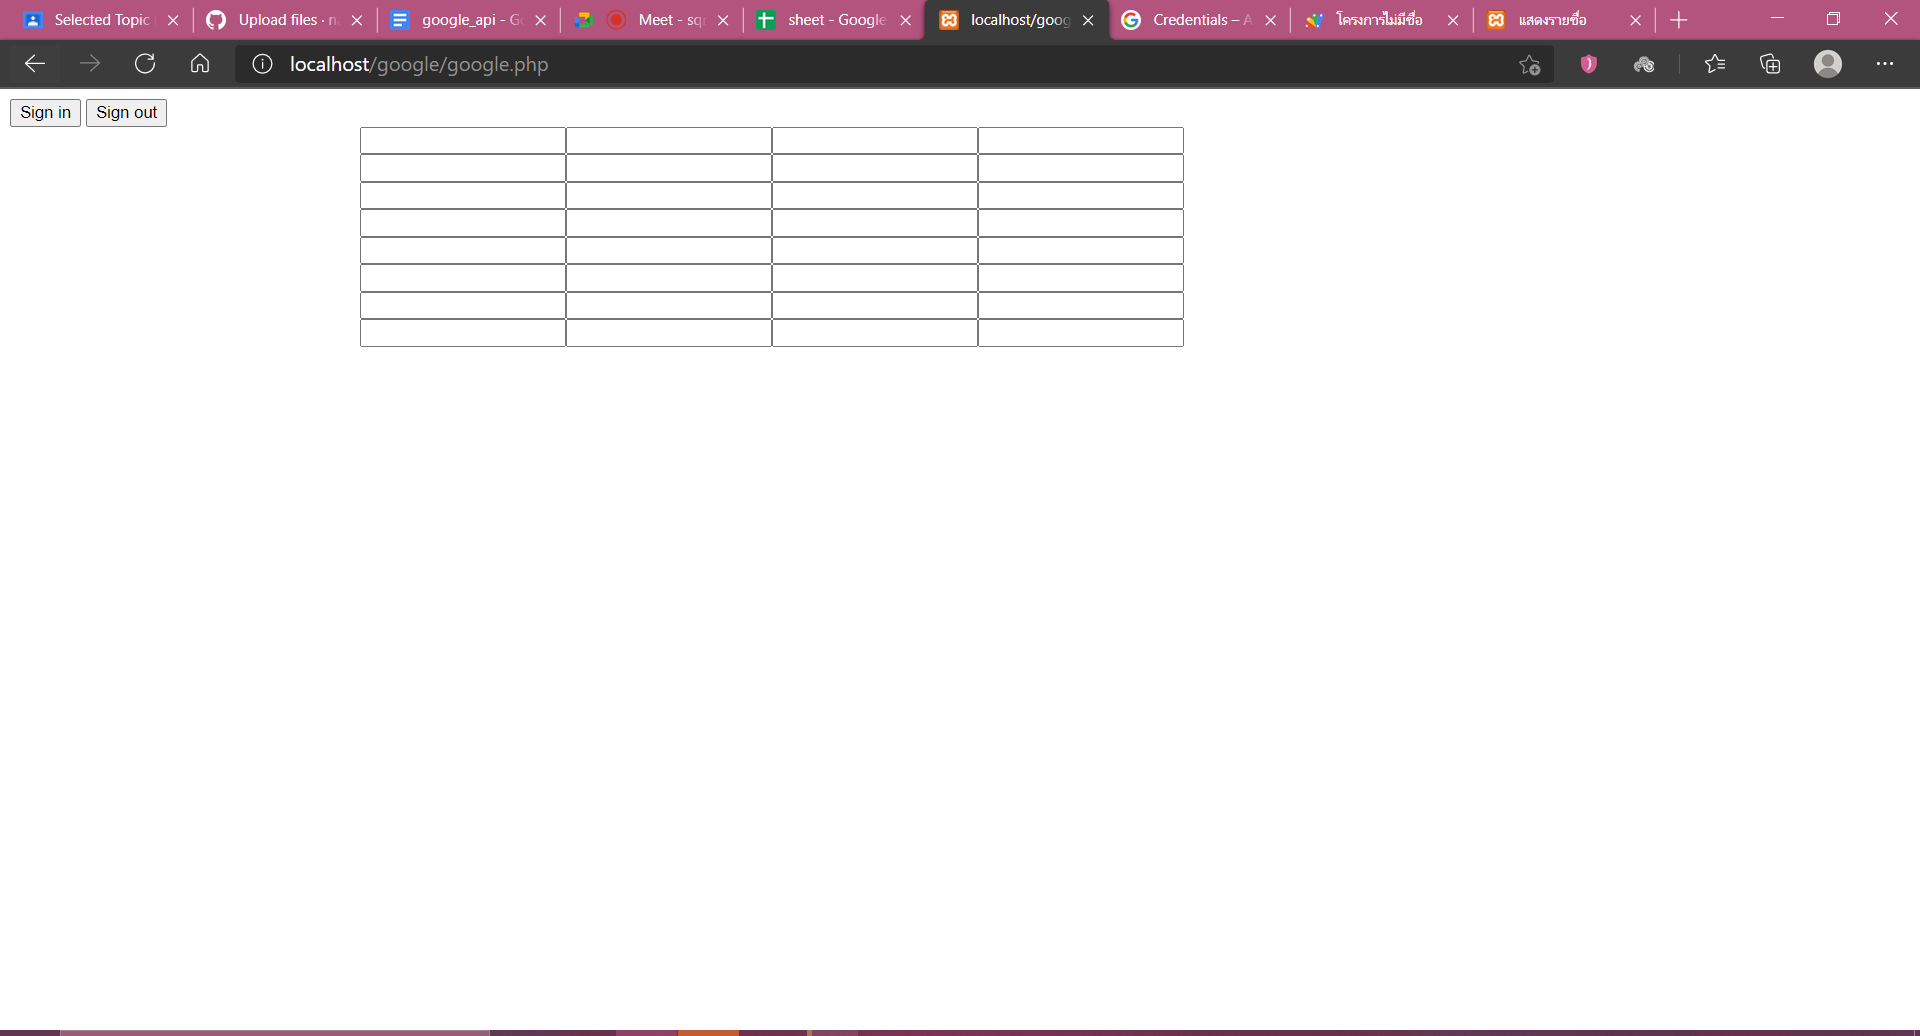 Selected Topic
Upload files · n
google_api - G
Meet - sq
sheet - Google
localhost/goog
Credentials – A
โครงการไม่มีชื่อ
แสดงรายชื่อ
localhost/google/google.php
Sign in Sign out